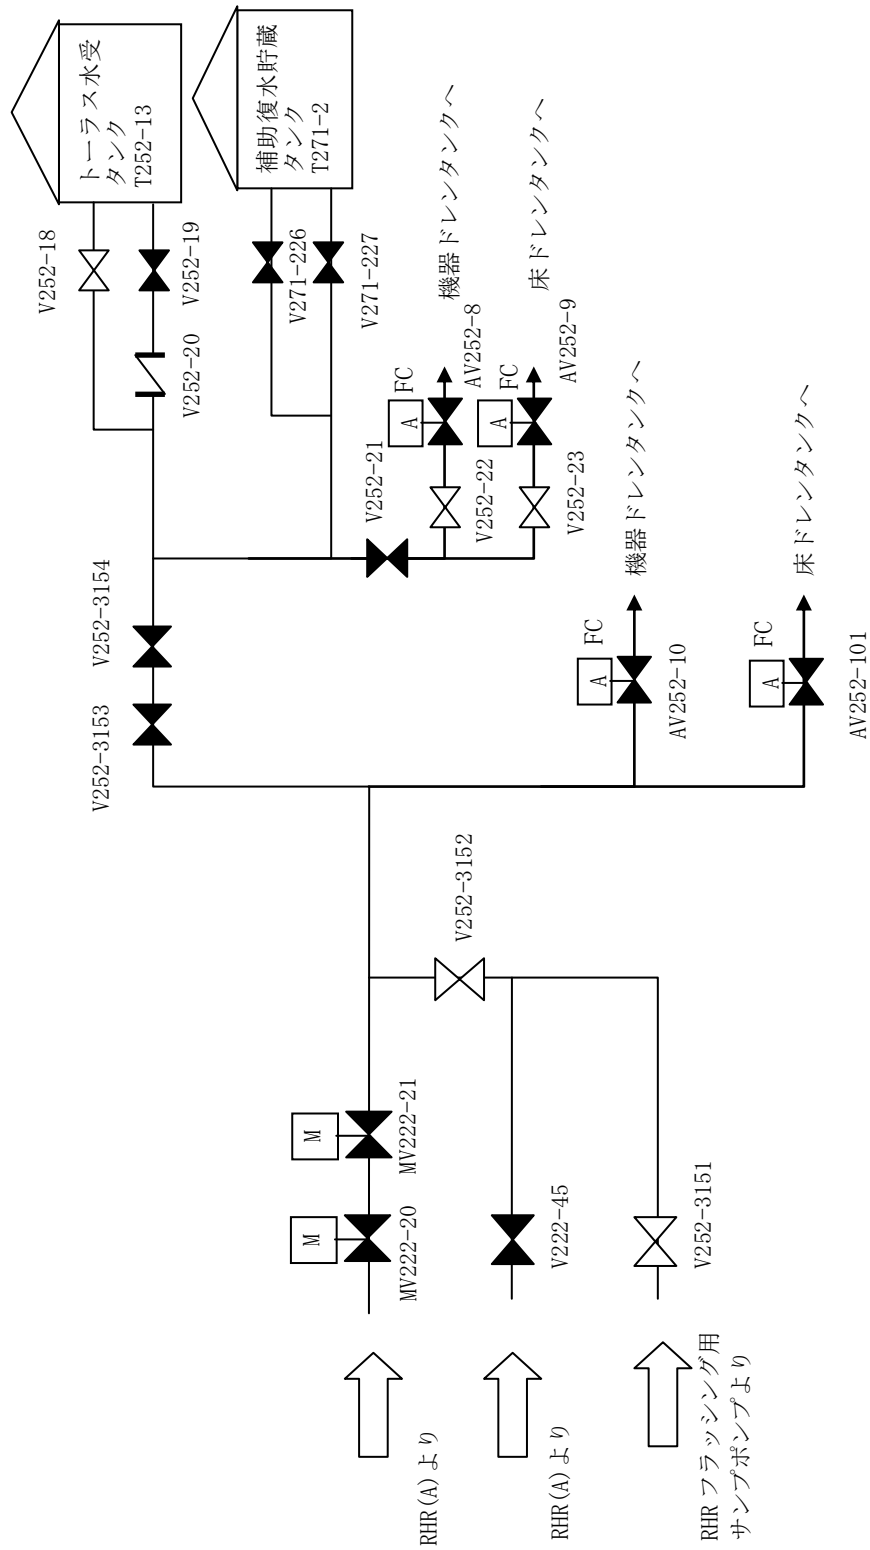 トーラス水受
タンク
T252-13
補助復水貯蔵
タンク
T271-2
V252-18
V252-19
V252-20
V271-226
V271-227
機器ドレンタンクへ
床ドレンタンクへ
AV252-8
FC
A
AV252-9
FC
A
V252-21
V252-22
V252-23
V252-3154
V252-3153
機器ドレンタンクへ
FC
A
AV252-10
床ドレンタンクへ
FC
A
AV252-101
V252-3152
M
MV222-21
M
MV222-20
V222-45
V252-3151
RHR(A)より
RHR(A)より
RHRフラッシング用
サンプポンプより